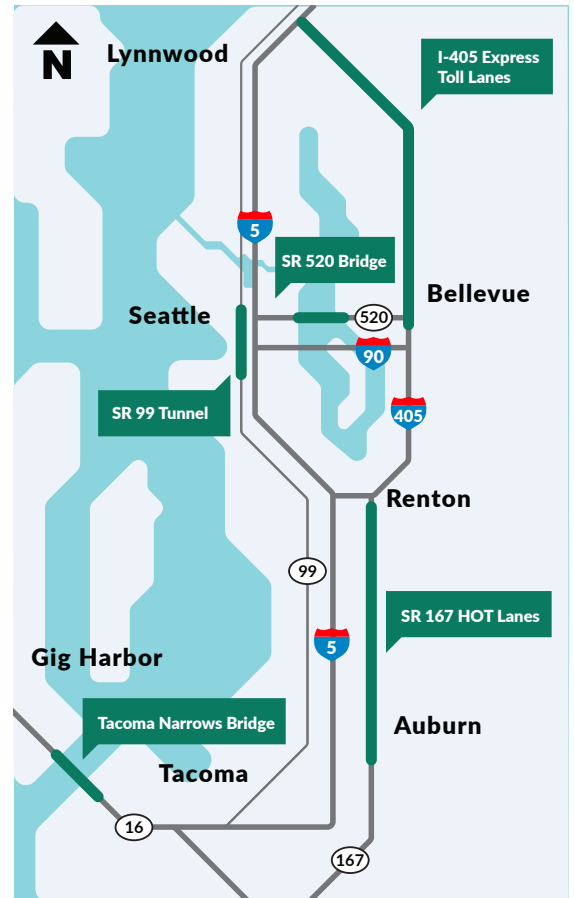 N
Lynnwood
I-405 Express
Toll Lanes
5
SR 520 Bridge
Bellevue
Seattle
520
90
SR 99 Tunnel
405
Renton
99
SR 167 HOT Lanes
5
Gig Harbor
Tacoma Narrows Bridge
Auburn
Tacoma
16
167